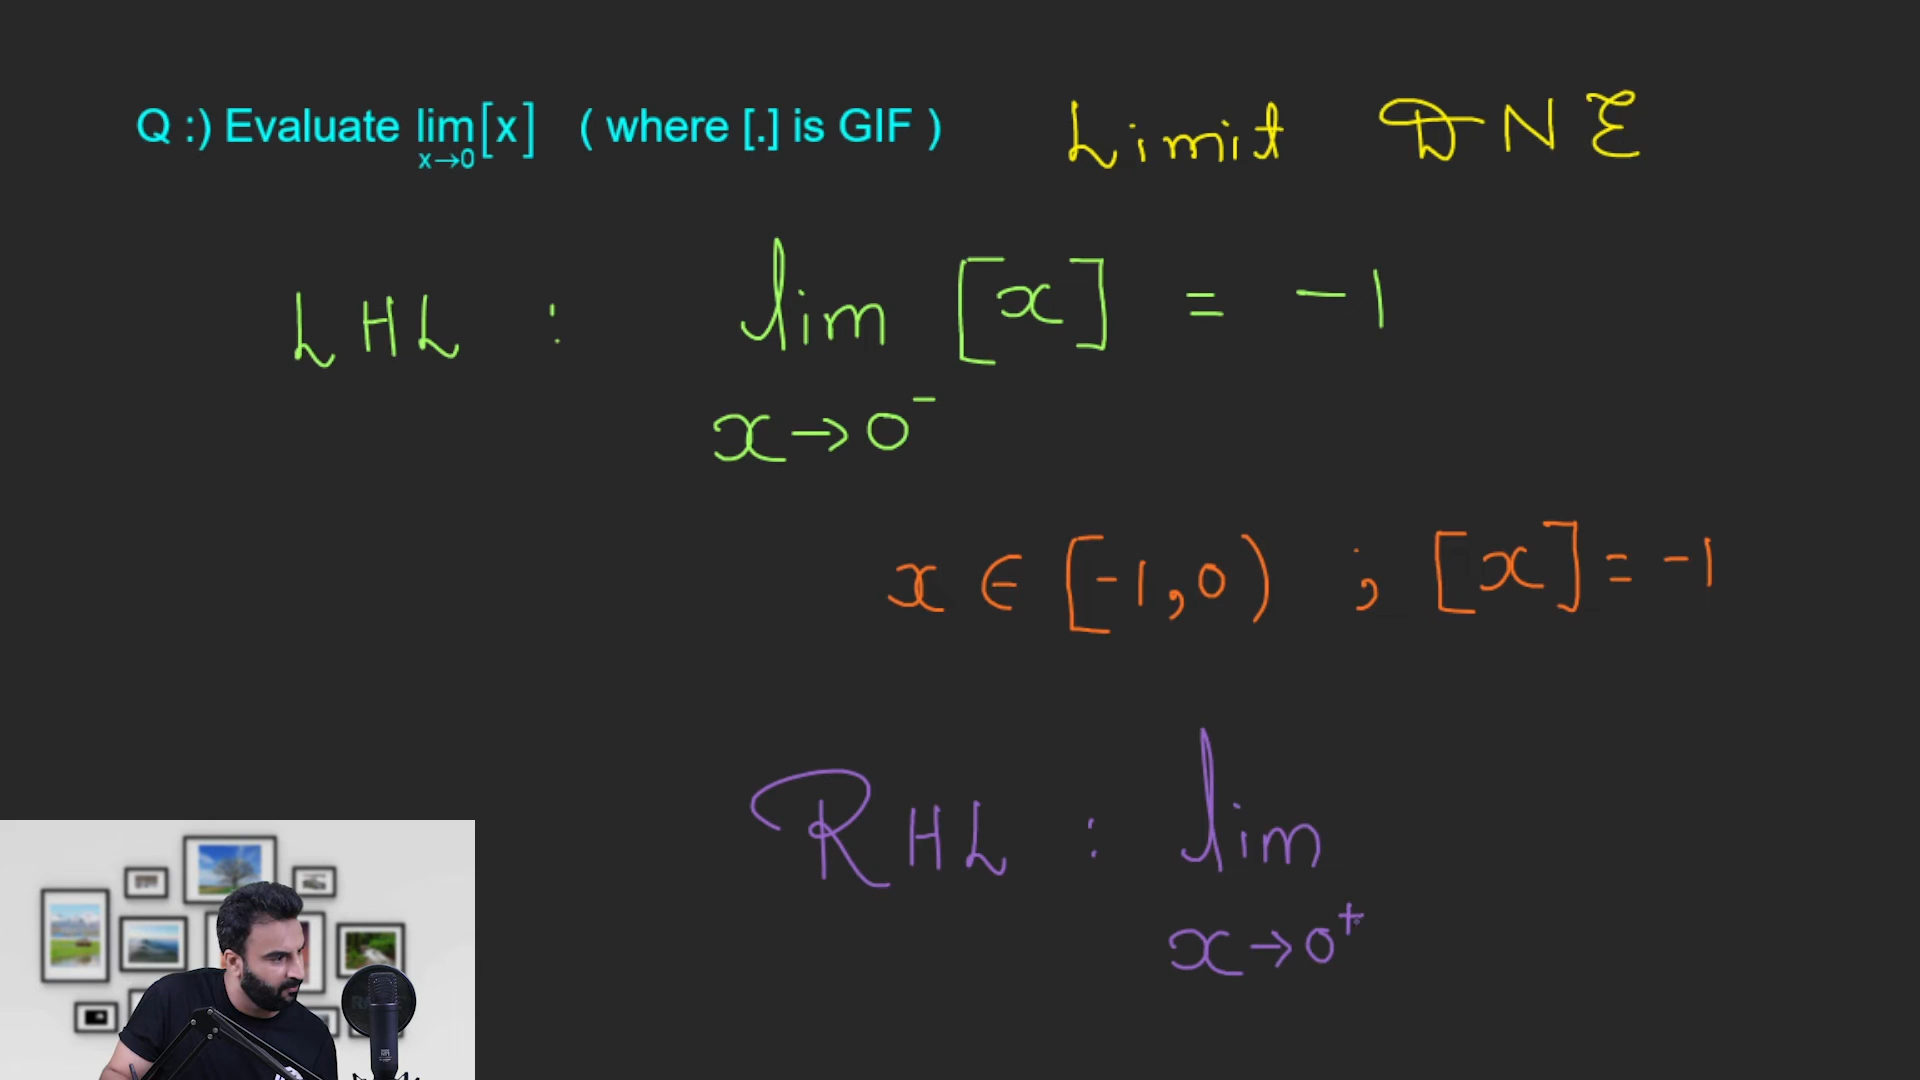 Q :) Evaluate lim[x] ( where [.] is GIF ) Limit DNE
x→0
LHL : lim [x] = -1
x→0⁻
x ∈ [-1,0) ; [x] = -1
RHL : lim
x→0⁺